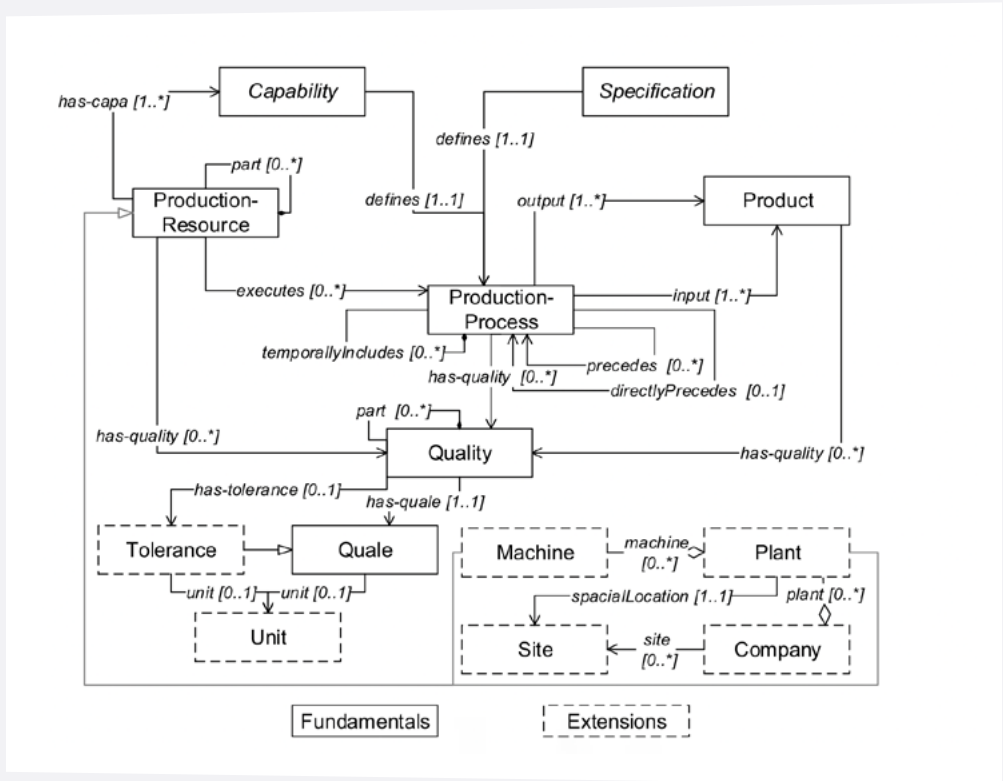 Capability
Specification
has-capa [1..*]
defines [1..1]
part [0..*]
Production-
Resource
defines [1..1]
output [1..*]
Product
executes [0..*]
Production-
Process
input [1..*]
temporallyIncludes [0..*]
has-quality [0..*]
precedes [0..*]
directlyPrecedes [0..1]
part [0..*]
has-quality [0..*]
Quality
has-quality [0..*]
has-tolerance [0..1]
has-quale [1..1]
Tolerance
Quale
Machine
machine
[0..*]
Plant
unit [0..1]
unit [0..1]
spacialLocation [1..1]
plant [0..*]
Unit
Site
site
[0..*]
Company
Fundamentals
Extensions